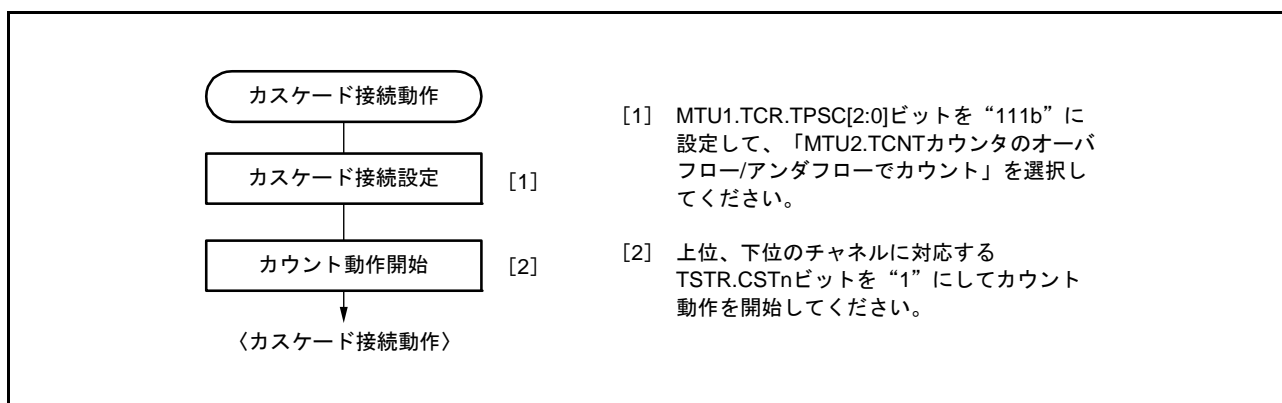 カスケード接続動作
カスケード接続設定
[1]
カウント動作開始
[2]
〈カスケード接続動作〉
[1] MTU1.TCR.TPSC[2:0]ビットを“111b”に
設定して、「MTU2.TCNTカウンタのオーバ
フロー/アンダフローでカウント」を選択し
てください。
[2] 上位、下位のチャネルに対応する
TSTR.CSTnビットを“1”にしてカウント
動作を開始してください。